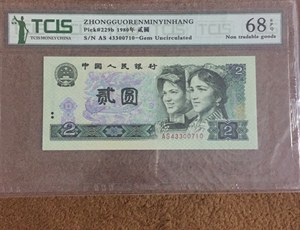 TCIS
ZHONGGUORENMINYINHANG
Pick#229b 1980年 贰圆
S/N AS 43300710-Gem Uncirculated
68 EPQ
Non tradable goods
中国人民银行
贰圆
2
2
AS43300710